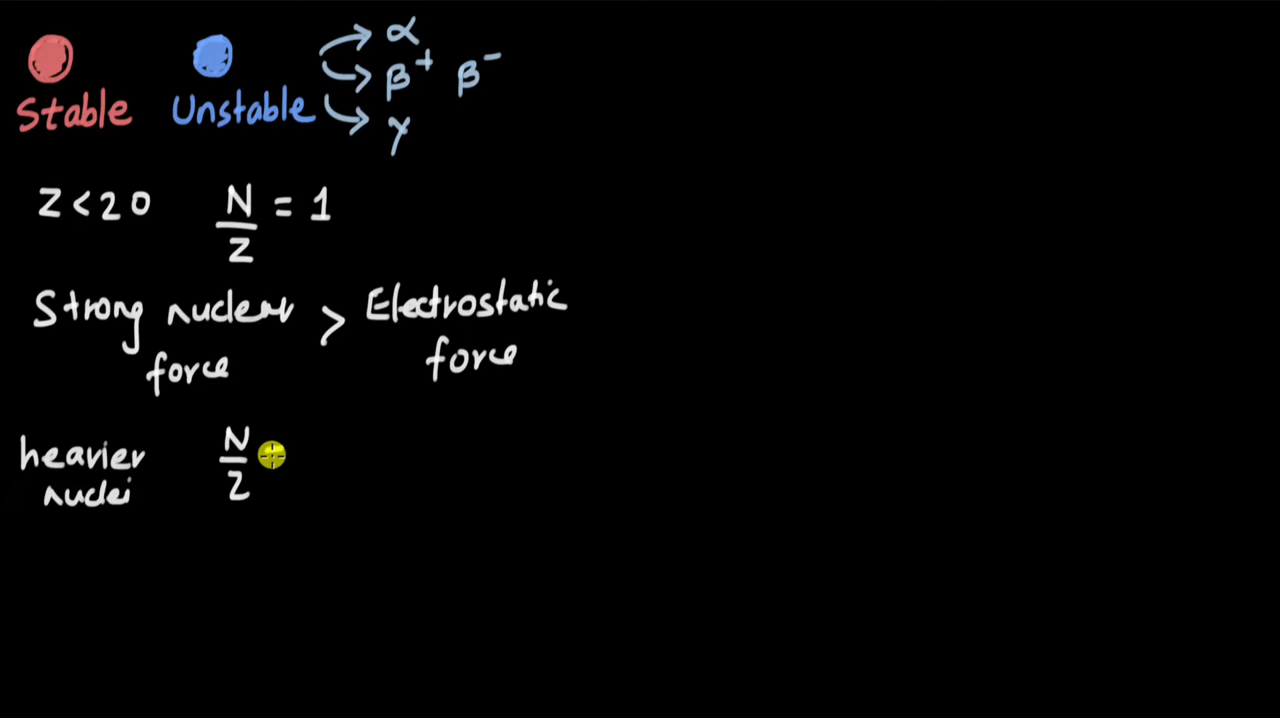 α
β⁺ β⁻
Stable Unstable
γ
Z < 20 N/Z = 1
Strong nuclear force > Electrostatic force
heavier nuclei N/Z